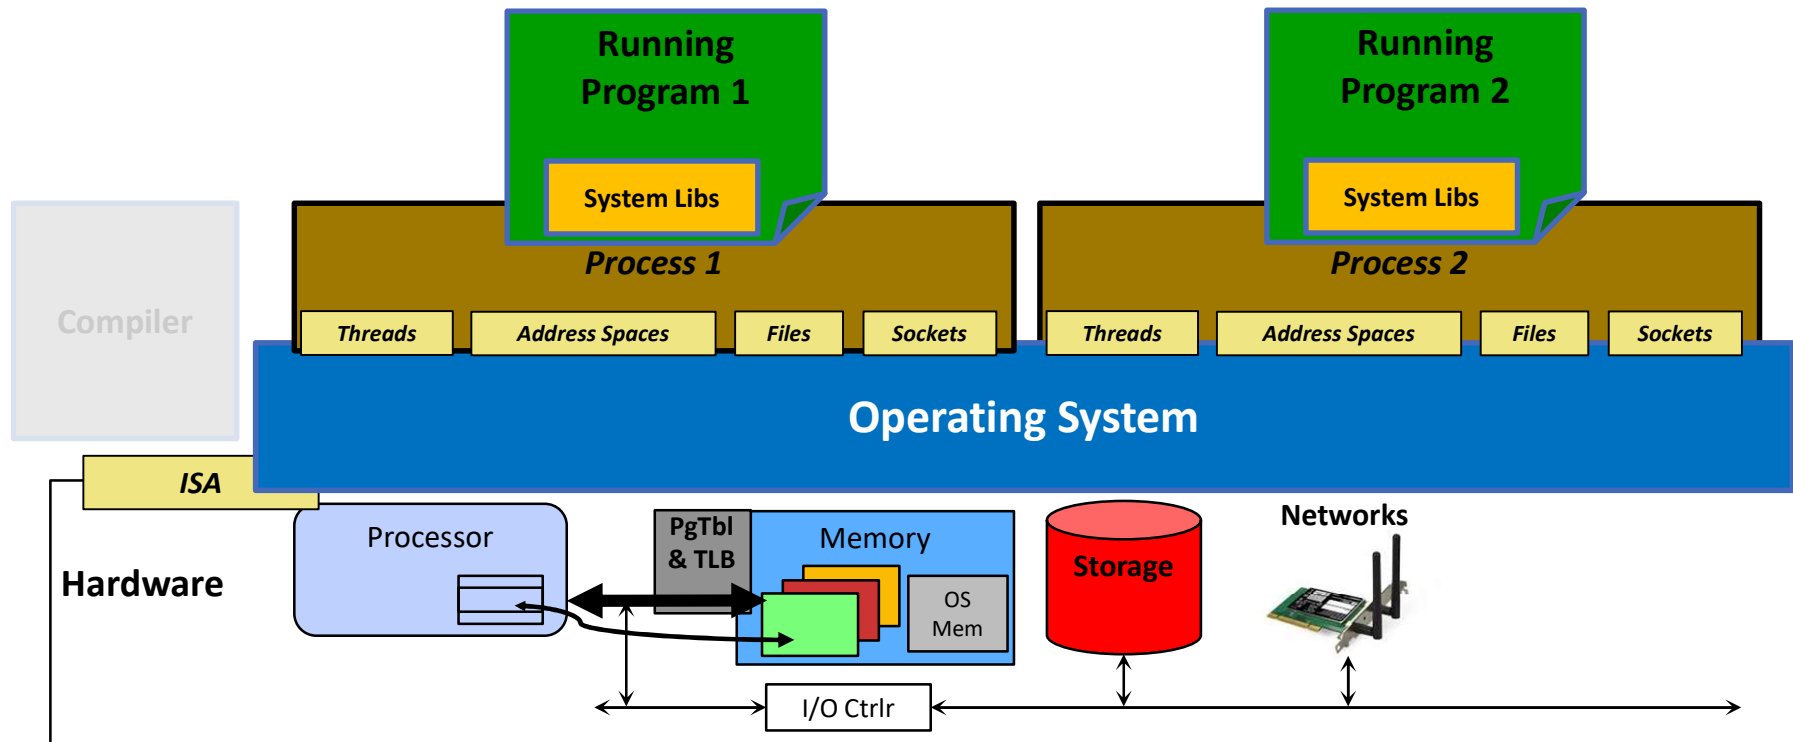 Running
Program 1
System Libs
Running
Program 2
System Libs
Compiler
Process 1
Threads
Address Spaces
Files
Sockets
Process 2
Threads
Address Spaces
Files
Sockets
Operating System
ISA
Hardware
Processor
PgTbl
& TLB
Memory
OS
Mem
Storage
Networks
I/O Ctrlr